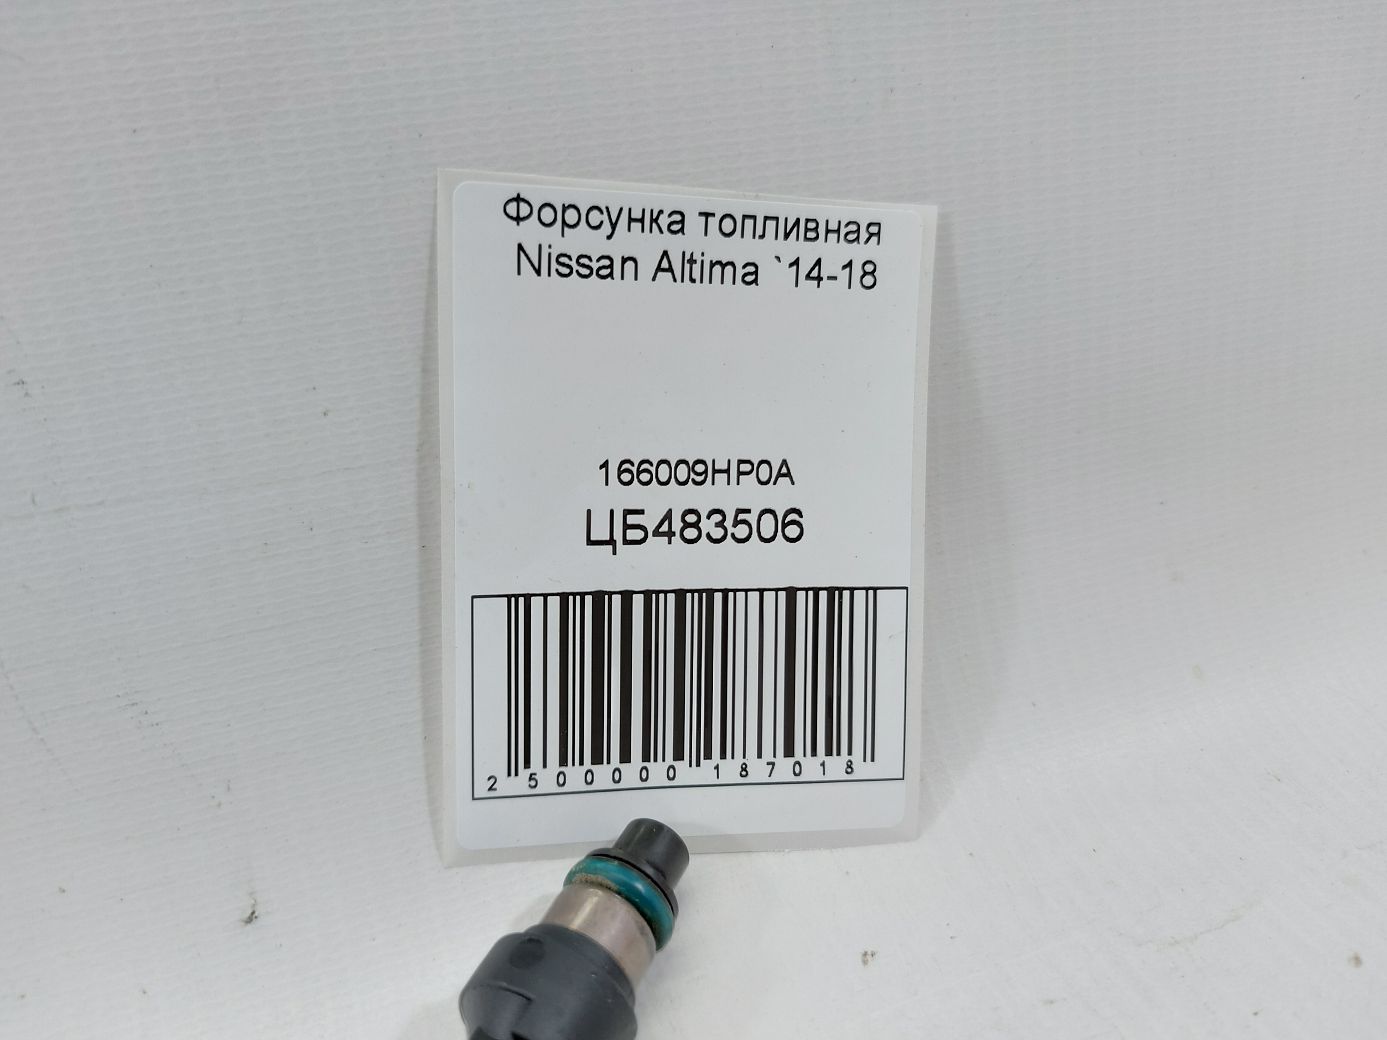 Форсунка топливная
Nissan Altima `14-18
166009HP0A
ЦБ483506
2 500000 187018